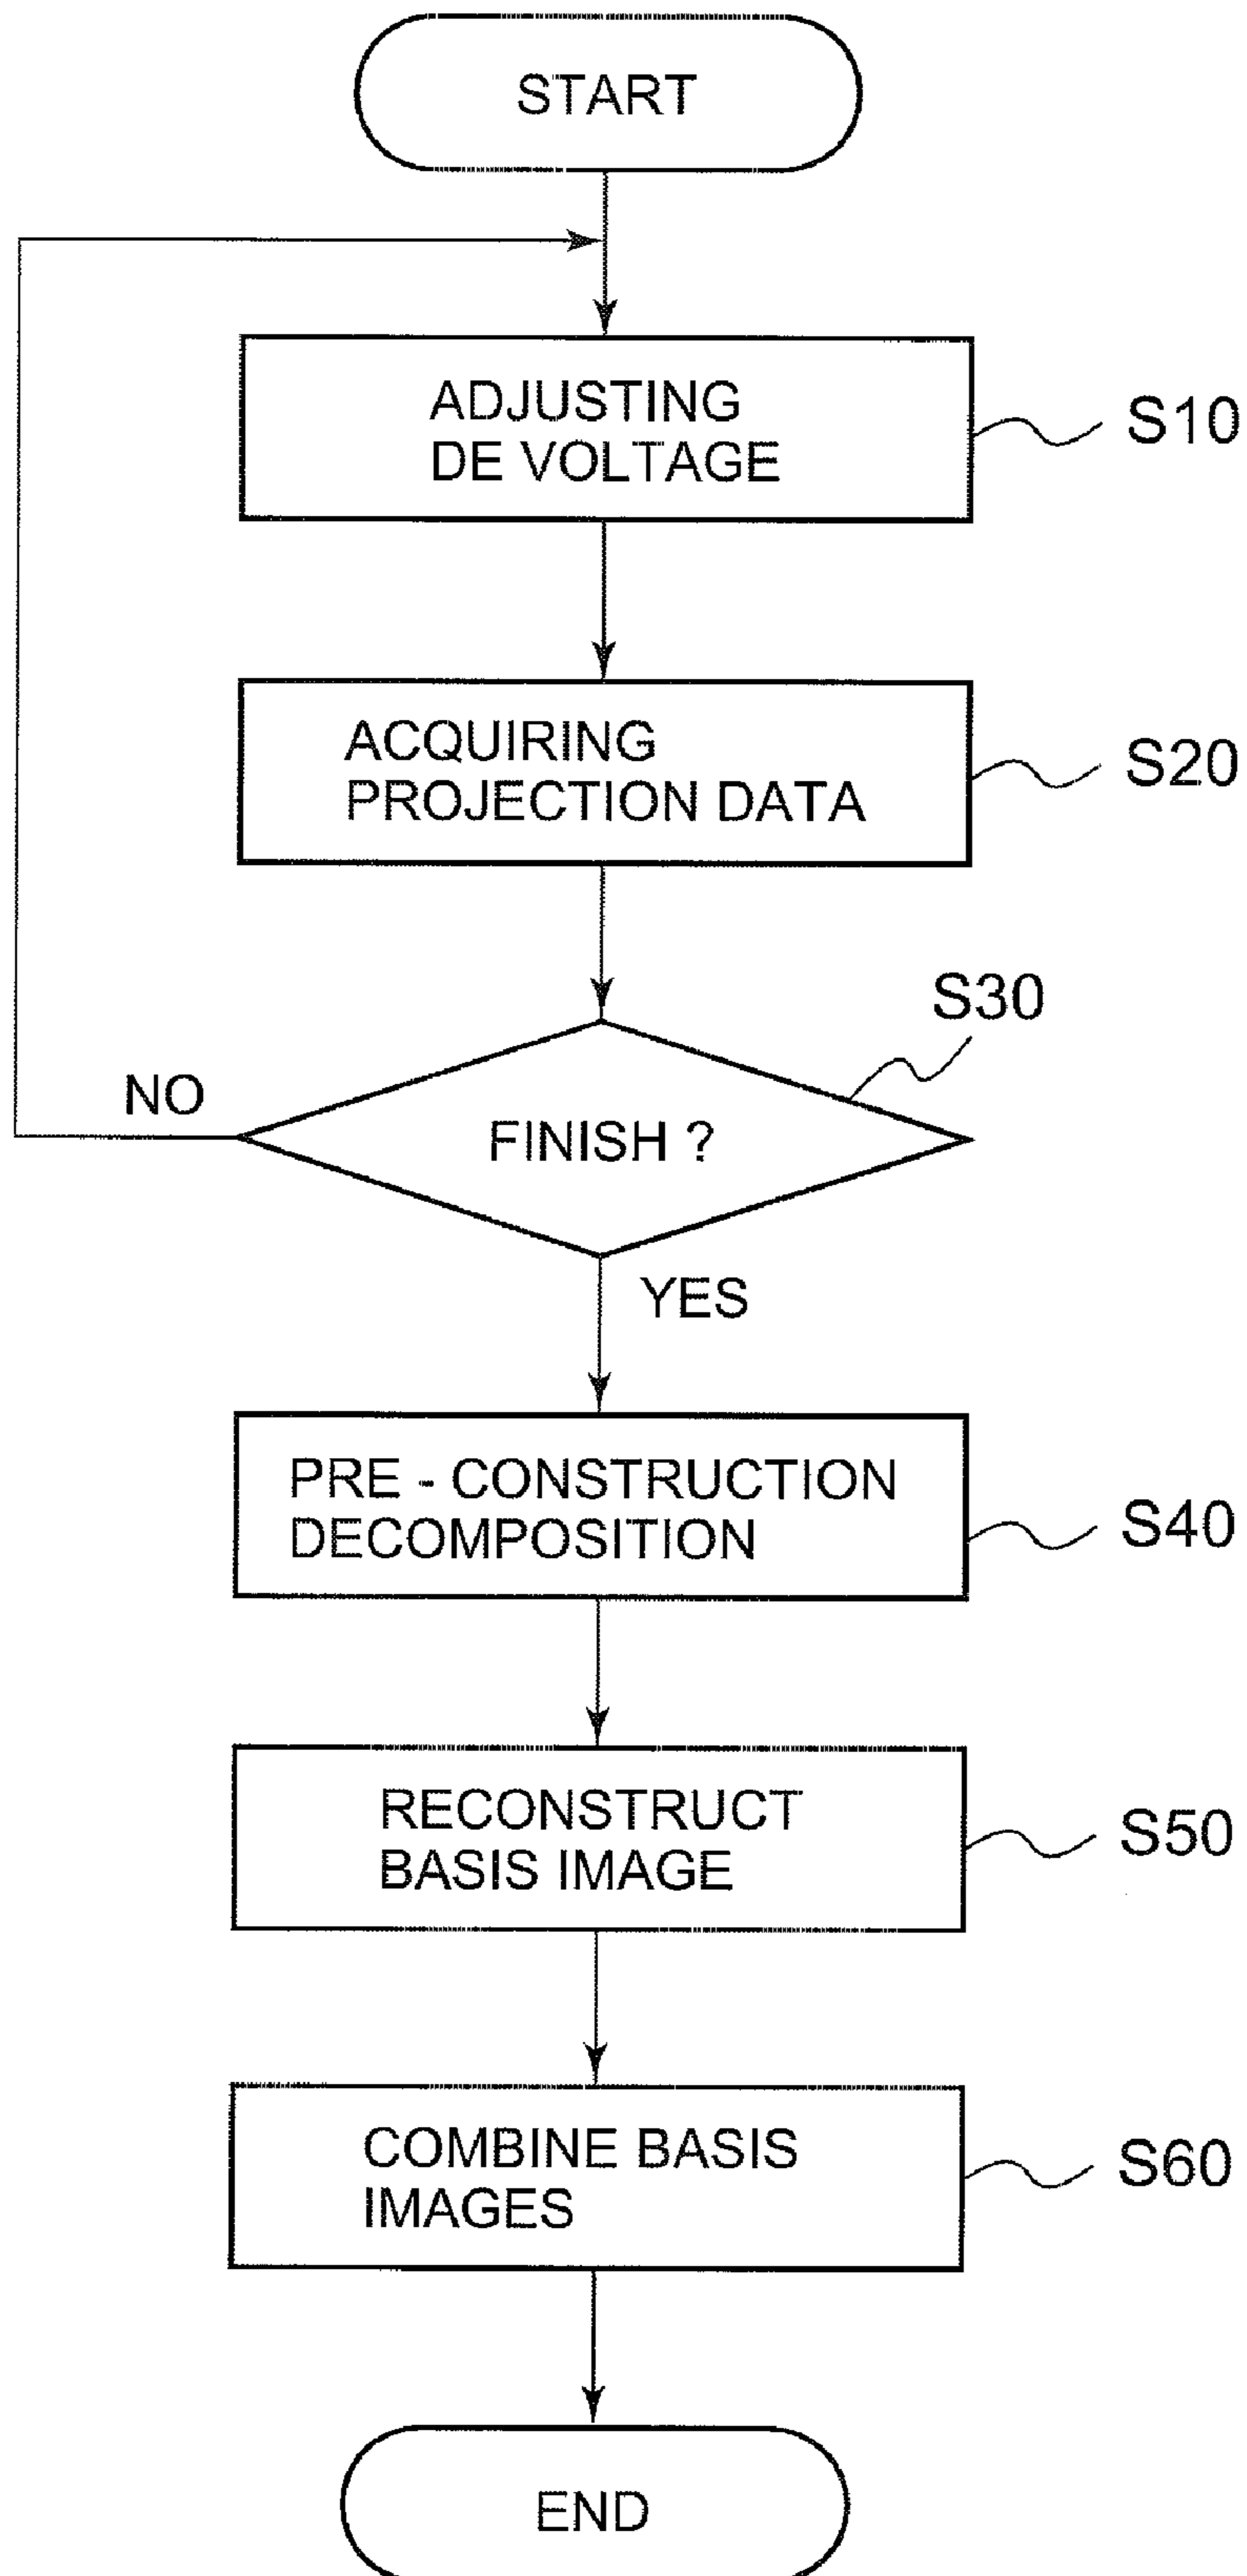 START
ADJUSTING
DE VOLTAGE
S10
ACQUIRING
PROJECTION DATA
S20
S30
NO
FINISH ?
YES
PRE - CONSTRUCTION
DECOMPOSITION
S40
RECONSTRUCT
BASIS IMAGE
S50
COMBINE BASIS
IMAGES
S60
END